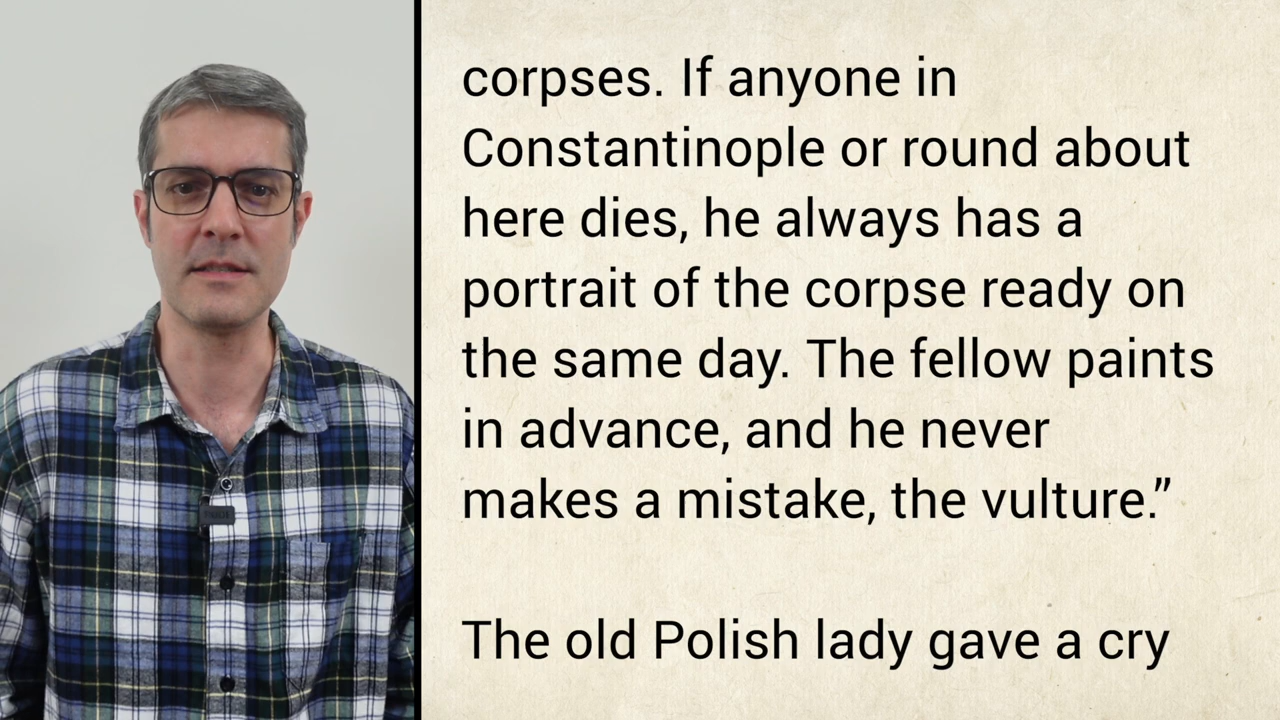 corpses. If anyone in
Constantinople or round about
here dies, he always has a
portrait of the corpse ready on
the same day. The fellow paints
in advance, and he never
makes a mistake, the vulture.”
The old Polish lady gave a cry